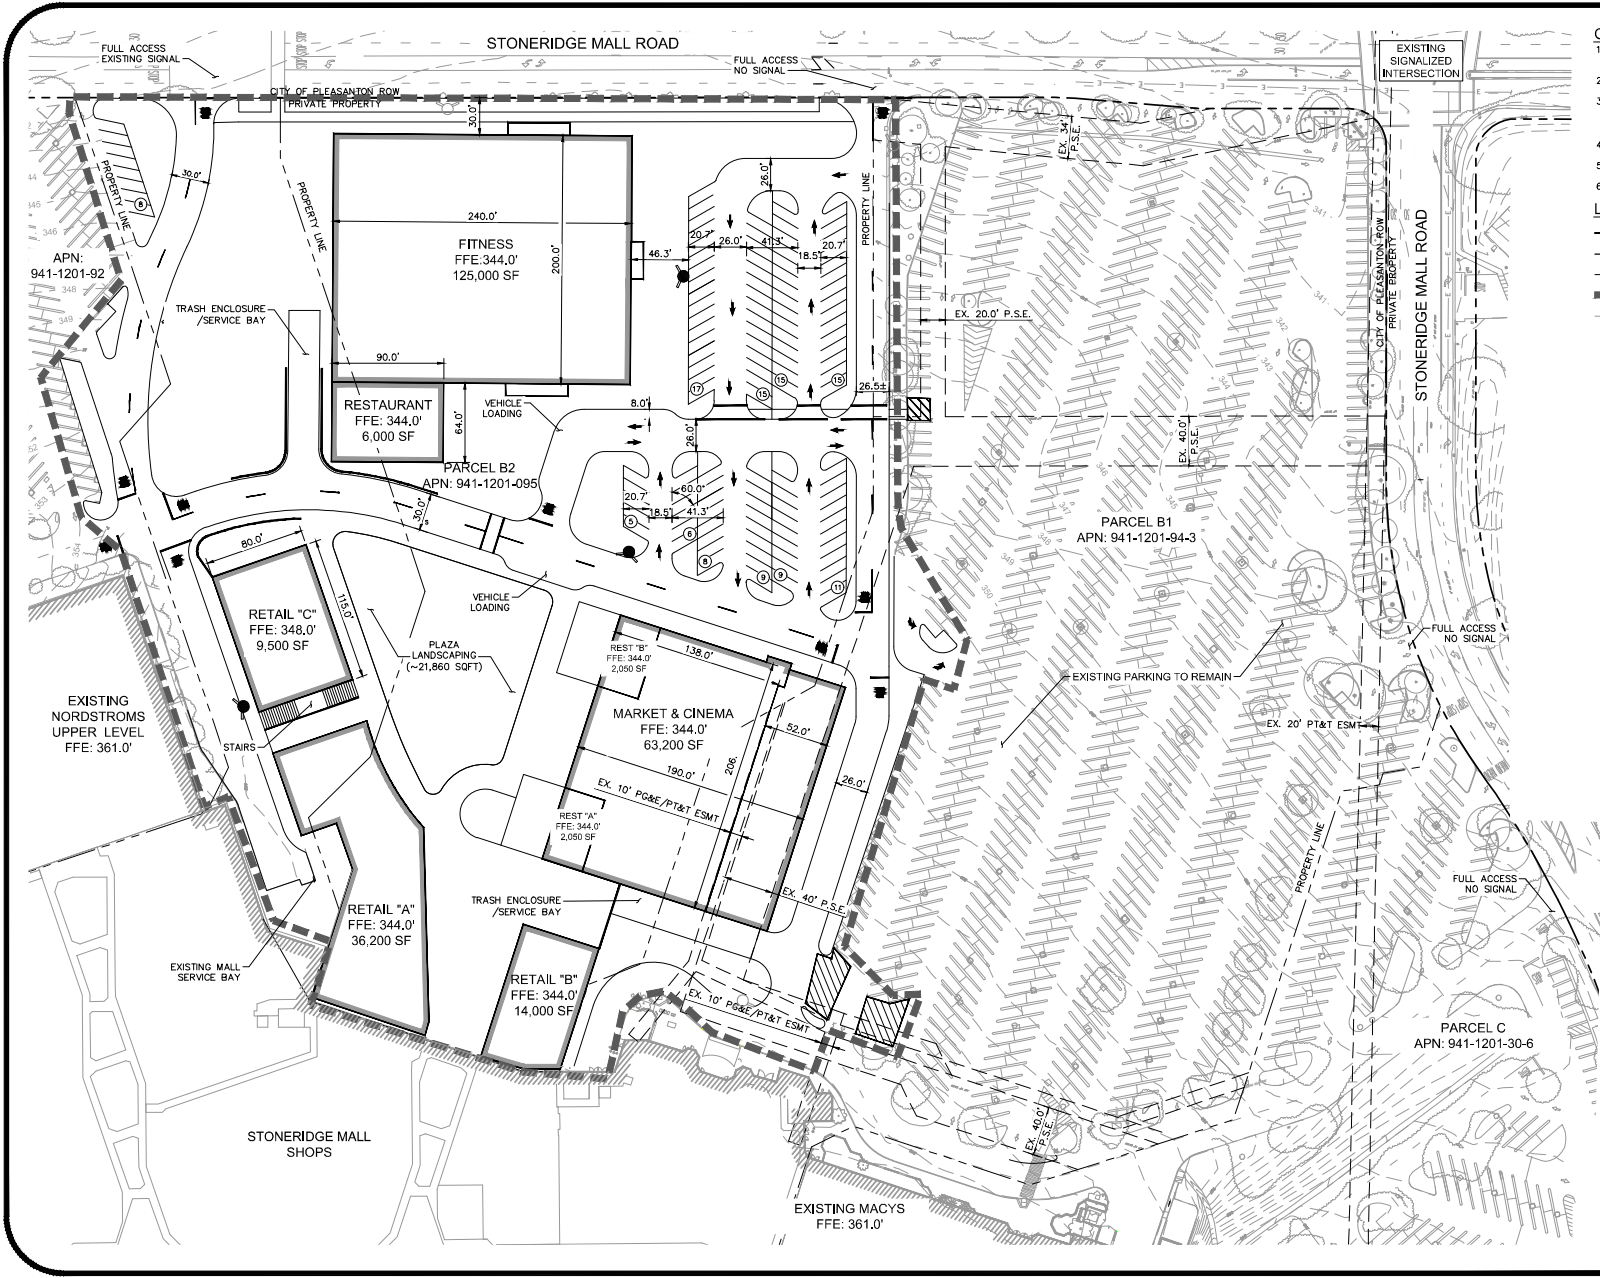 STONERIDGE MALL ROAD
FULL ACCESS
EXISTING SIGNAL
FULL ACCESS
NO SIGNAL
EXISTING
SIGNALIZED
INTERSECTION
CITY OF PLEASANTON ROW
PRIVATE PROPERTY
30.0'
EX. 34'
P.S.E.
PROPERTY LINE
30.0'
8
PROPERTY LINE
APN:
941-1201-92
240.0'
FITNESS
FFE:344.0'
125,000 SF
200.0'
46.3'
20.7'
26.0'
41.3'
18.5'
20.7'
26.0'
PROPERTY LINE
CITY OF PLEASANTON ROW
PRIVATE PROPERTY
STONERIDGE MALL ROAD
TRASH ENCLOSURE
/SERVICE BAY
EX. 20.0' P.S.E.
90.0'
RESTAURANT
FFE: 344.0'
6,000 SF
64.0'
VEHICLE
LOADING
8.0'
17
15
15
15
26.5±
26.0'
EX. 40.0'
P.S.E.
PARCEL B2
APN: 941-1201-095
30.0'
20.7'
60.0'
18.5'
41.3'
5
6
8
9
9
11
PARCEL B1
APN: 941-1201-94-3
80.0'
RETAIL "C"
FFE: 348.0'
9,500 SF
115.0'
VEHICLE
LOADING
PLAZA
LANDSCAPING
(~21,860 SQFT)
REST "B"
FFE: 344.0'
2,050 SF
138.0'
FULL ACCESS
NO SIGNAL
EXISTING PARKING TO REMAIN
EXISTING
NORDSTROMS
UPPER LEVEL
FFE: 361.0'
STAIRS
MARKET & CINEMA
FFE: 344.0'
63,200 SF
52.0'
206.
190.0'
26.0'
EX. 10' PG&E/PT&T ESMT
EX. 20' PT&T ESMT
REST "A"
FFE: 344.0'
2,050 SF
PROPERTY LINE
TRASH ENCLOSURE
/SERVICE BAY
EX. 40' P.S.E.
FULL ACCESS
NO SIGNAL
RETAIL "A"
FFE: 344.0'
36,200 SF
EXISTING MALL
SERVICE BAY
RETAIL "B"
FFE: 344.0'
14,000 SF
EX. 10' PG&E/PT&T ESMT
PARCEL C
APN: 941-1201-30-6
EX. 40.0'
P.S.E.
STONERIDGE MALL
SHOPS
EXISTING MACYS
FFE: 361.0'